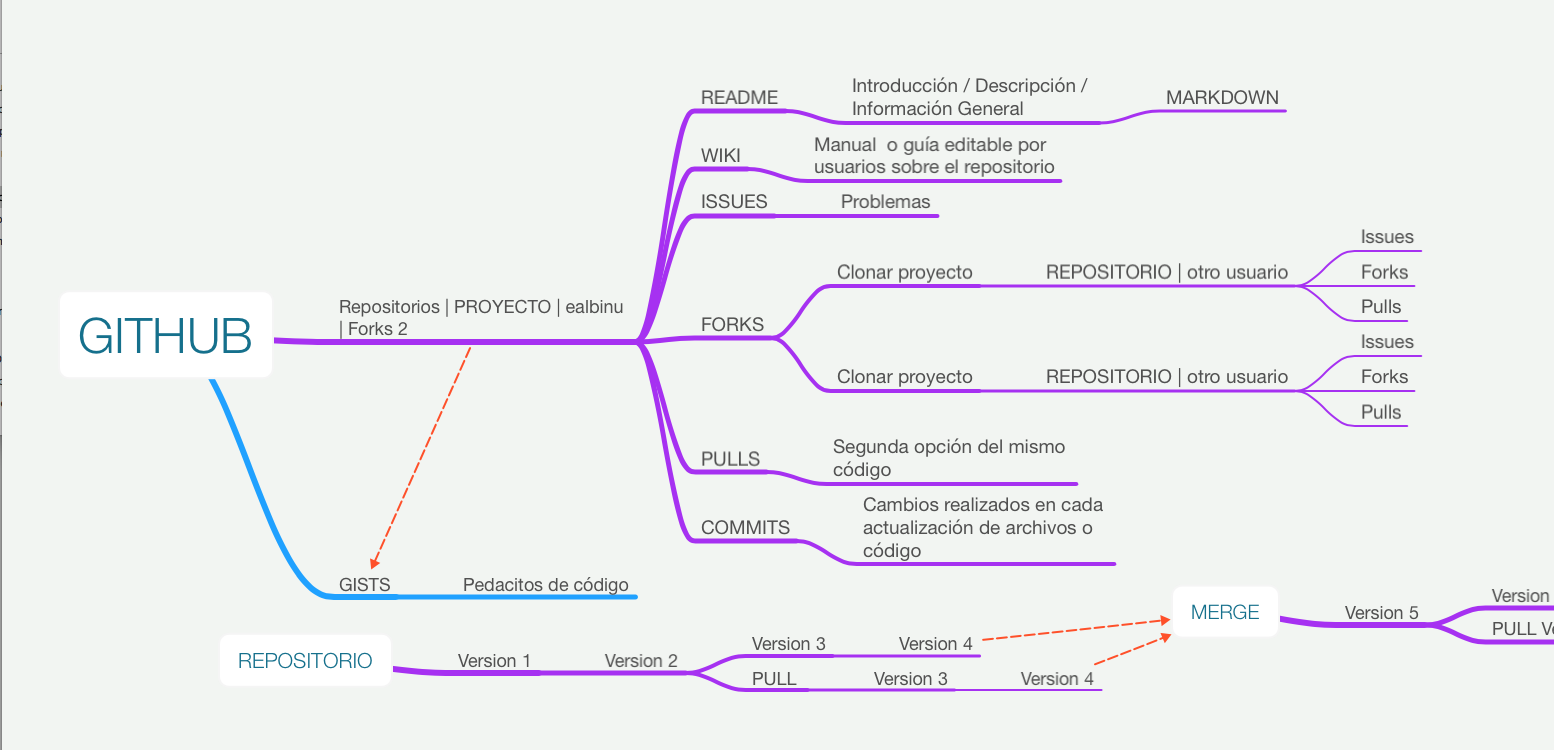 README
Introducción / Descripción /
Información General
MARKDOWN
WIKI
Manual  o guía editable por
usuarios sobre el repositorio
ISSUES
Problemas
GITHUB
Repositorios | PROYECTO | ealbinu
| Forks 2
FORKS
Clonar proyecto
REPOSITORIO | otro usuario
Issues
Forks
Pulls
Clonar proyecto
REPOSITORIO | otro usuario
Issues
Forks
Pulls
PULLS
Segunda opción del mismo
código
COMMITS
Cambios realizados en cada
actualización de archivos o
código
GISTS
Pedacitos de código
REPOSITORIO
Version 1
Version 2
Version 3
Version 4
PULL
Version 3
Version 4
MERGE
Version 5
Version
PULL